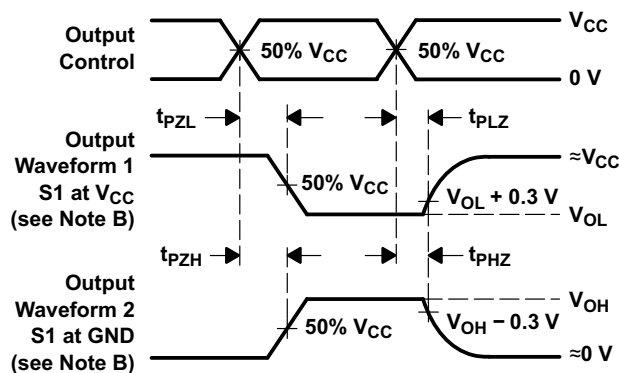 Output
Control
50% VCC
50% VCC
VCC
0 V
tPZL
tPLZ
Output
Waveform 1
S1 at VCC
(see Note B)
50% VCC
≈VCC
VOL + 0.3 V
VOL
tPZH
tPHZ
Output
Waveform 2
S1 at GND
(see Note B)
50% VCC
VOH
VOH − 0.3 V
≈0 V